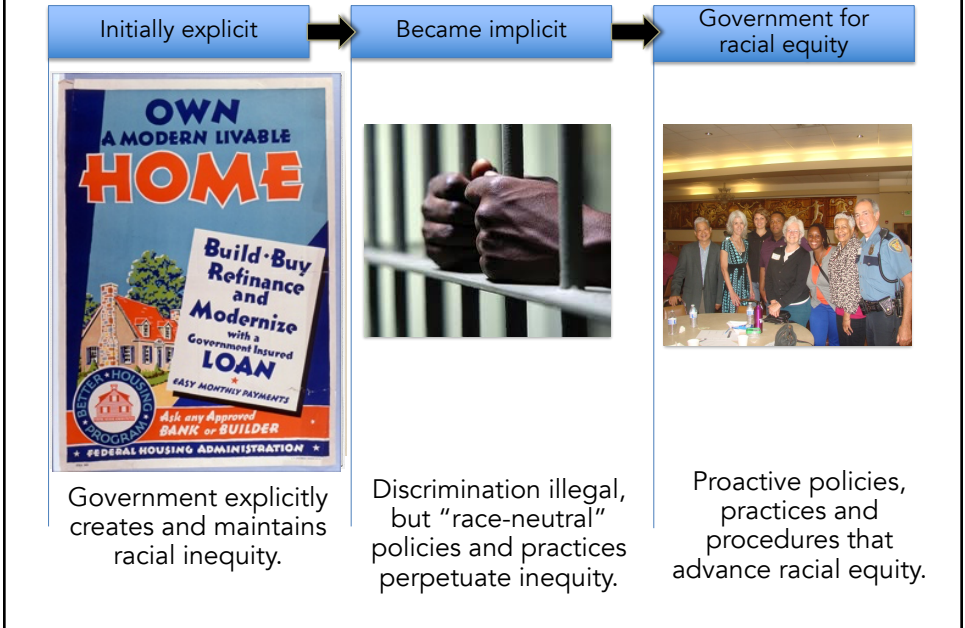 Initially explicit
Became implicit
Government for
racial equity
OWN
A MODERN LIVABLE
HOME
Build·Buy
Refinance
and
Modernize
with a
Government Insured
LOAN
EASY MONTHLY PAYMENTS
BETTER HOUSING
PROGRAM
Ask any Approved
BANK or BUILDER
★ FEDERAL HOUSING ADMINISTRATION ★
Government explicitly
creates and maintains
racial inequity.
Discrimination illegal,
but “race-neutral”
policies and practices
perpetuate inequity.
Proactive policies,
practices and
procedures that
advance racial equity.